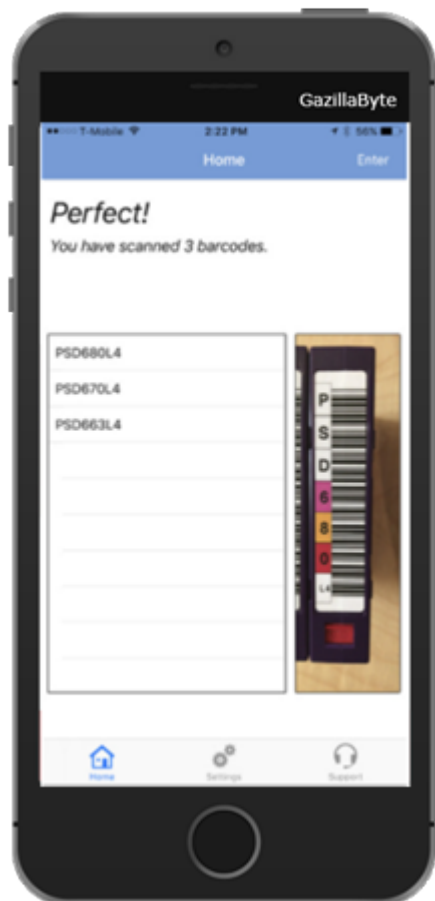 GazillaByte
T-Mobile 2:22 PM 56%
Home Enter
Perfect!
You have scanned 3 barcodes.
PSD680L4
PSD670L4
PSD663L4
P
S
D
6
8
0
L4
Home Settings Support